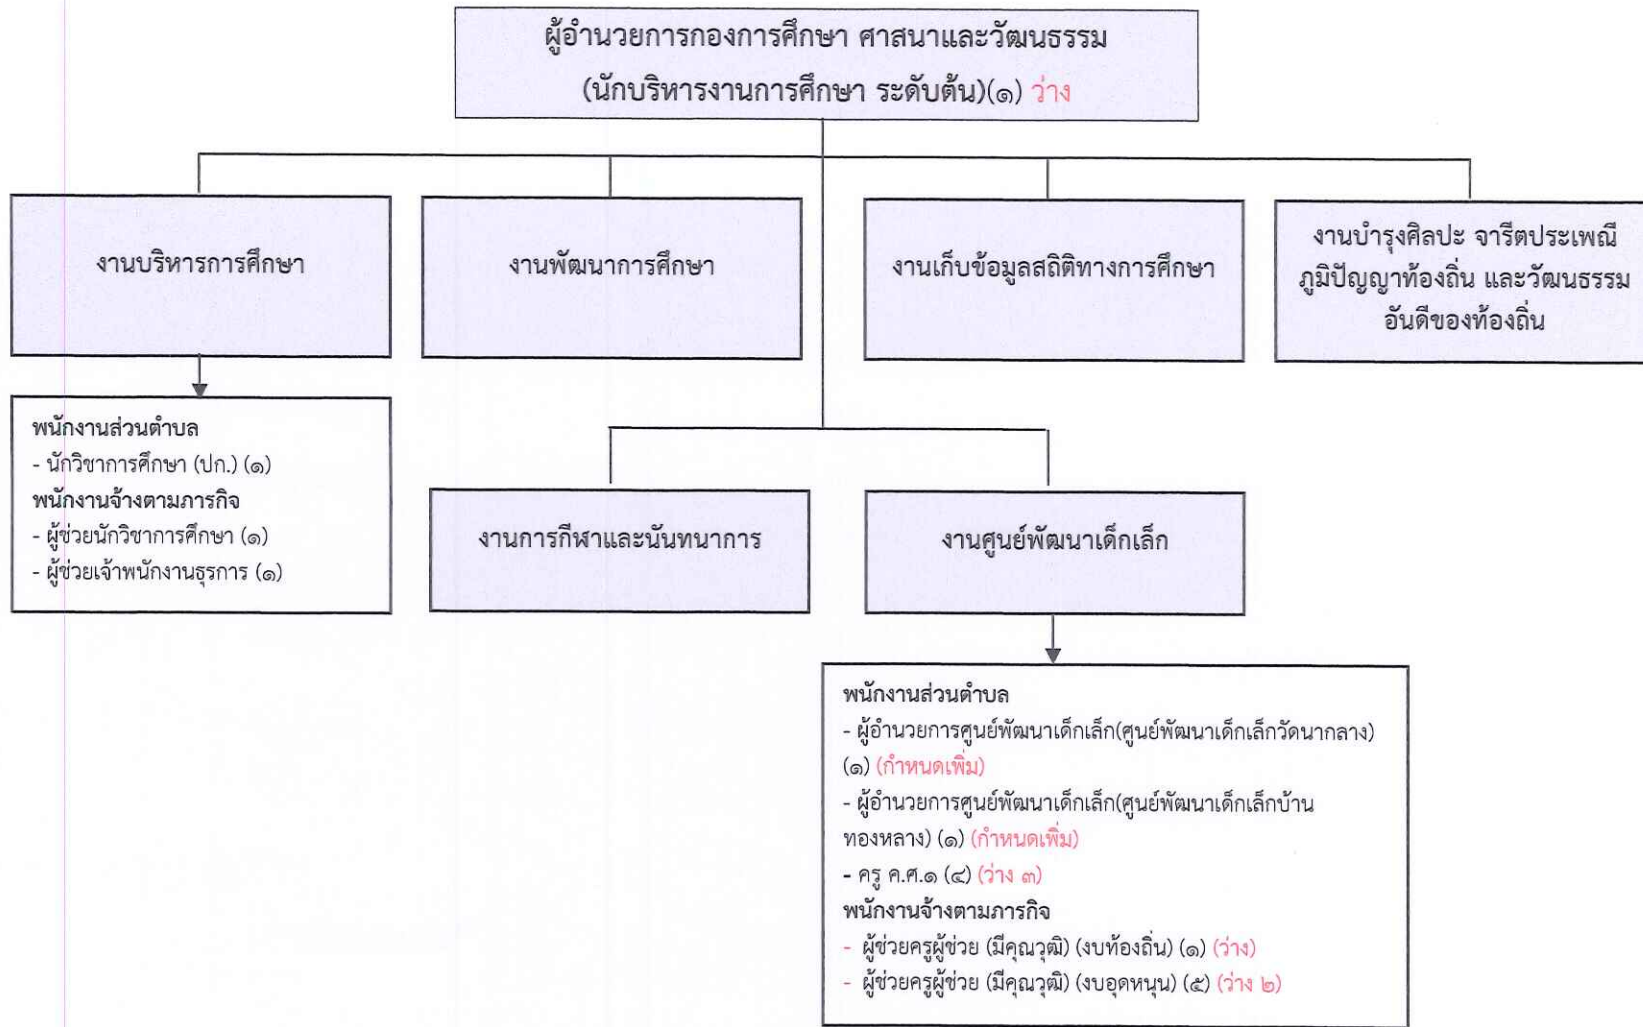 ผู้อำนวยการกองการศึกษา ศาสนาและวัฒนธรรม
(นักบริหารงานการศึกษา ระดับต้น)(๑) ว่าง
งานบริหารการศึกษา
งานพัฒนาการศึกษา
งานเก็บข้อมูลสถิติทางการศึกษา
งานบำรุงศิลปะ จารีตประเพณี
ภูมิปัญญาท้องถิ่น และวัฒนธรรม
อันดีของท้องถิ่น
พนักงานส่วนตำบล
- นักวิชาการศึกษา (ปก.) (๑)
พนักงานจ้างตามภารกิจ
- ผู้ช่วยนักวิชาการศึกษา (๑)
- ผู้ช่วยเจ้าพนักงานธุรการ (๑)
งานการกีฬาและนันทนาการ
งานศูนย์พัฒนาเด็กเล็ก
พนักงานส่วนตำบล
- ผู้อำนวยการศูนย์พัฒนาเด็กเล็ก(ศูนย์พัฒนาเด็กเล็กวัดนากลาง)
(๑) (กำหนดเพิ่ม)
- ผู้อำนวยการศูนย์พัฒนาเด็กเล็ก(ศูนย์พัฒนาเด็กเล็กบ้าน
ทองหลาง) (๑) (กำหนดเพิ่ม)
- ครู ค.ศ.๑ (๔) (ว่าง ๓)
พนักงานจ้างตามภารกิจ
- ผู้ช่วยครูผู้ช่วย (มีคุณวุฒิ) (งบท้องถิ่น) (๑) (ว่าง)
- ผู้ช่วยครูผู้ช่วย (มีคุณวุฒิ) (งบอุดหนุน) (๕) (ว่าง ๒)